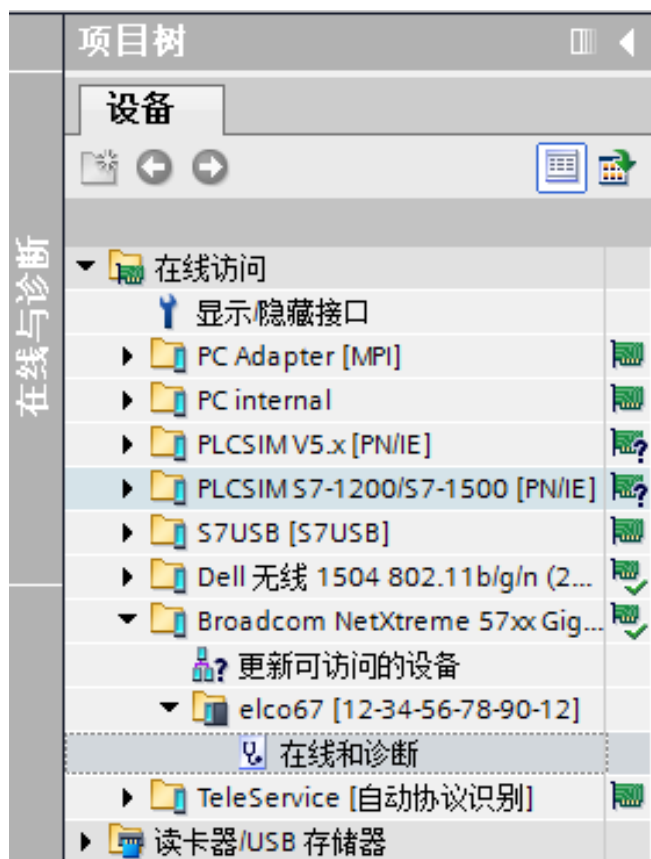 项目树
设备
在线与诊断
在线访问
显示/隐藏接口
PC Adapter [MPI]
PC internal
PLCSIM V5.x [PN/IE]
PLCSIM S7-1200/S7-1500 [PN/IE]
S7USB [S7USB]
Dell 无线 1504 802.11b/g/n (2...
Broadcom NetXtreme 57xx Gig...
更新可访问的设备
elco67 [12-34-56-78-90-12]
在线和诊断
TeleService [自动协议识别]
读卡器/USB 存储器